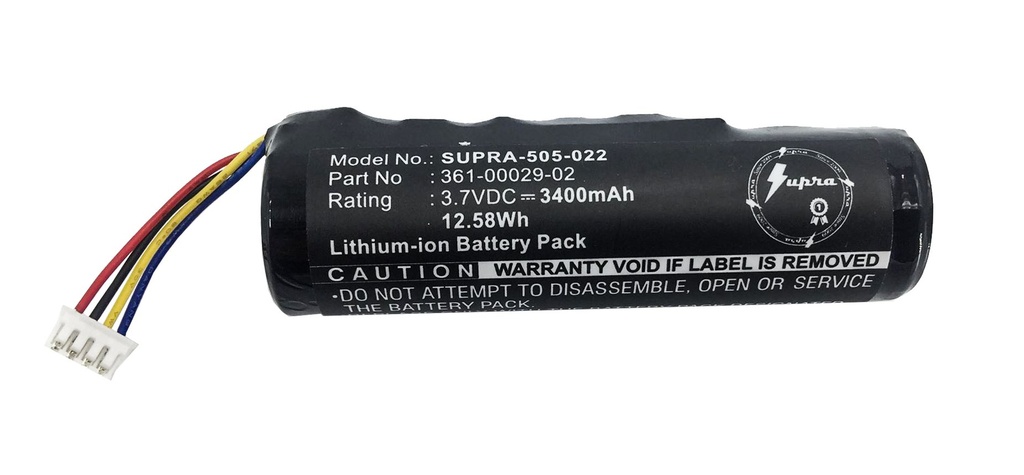 Model No.: SUPRA-505-022
Part No : 361-00029-02
Rating : 3.7VDC⎓3400mAh
12.58Wh
Lithium-ion Battery Pack
Supra
1
CAUTION WARRANTY VOID IF LABEL IS REMOVED
•DO NOT ATTEMPT TO DISASSEMBLE, OPEN OR SERVICE
THE BATTERY PACK.